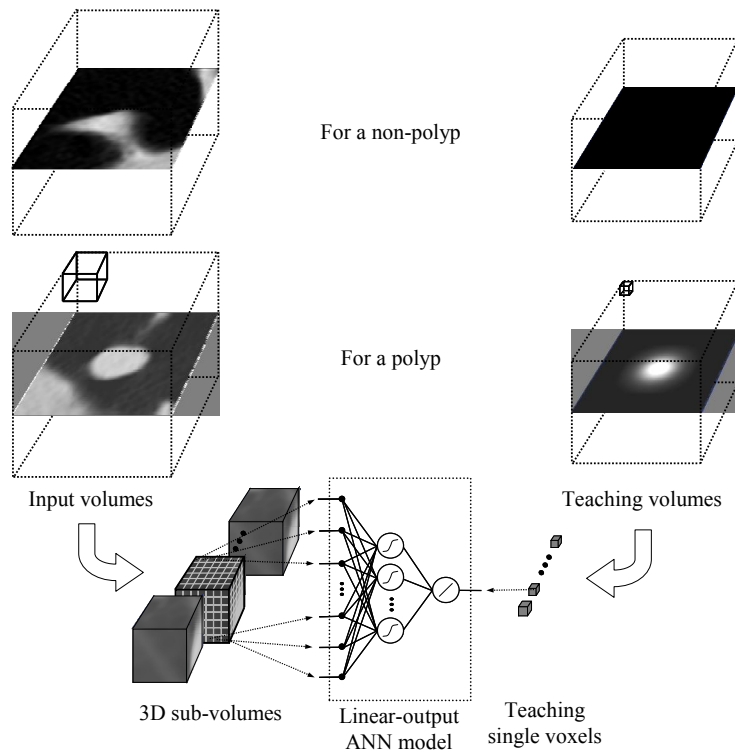 For a non-polyp
For a polyp
Input volumes
Teaching volumes
3D sub-volumes
Linear-output
ANN model
Teaching
single voxels